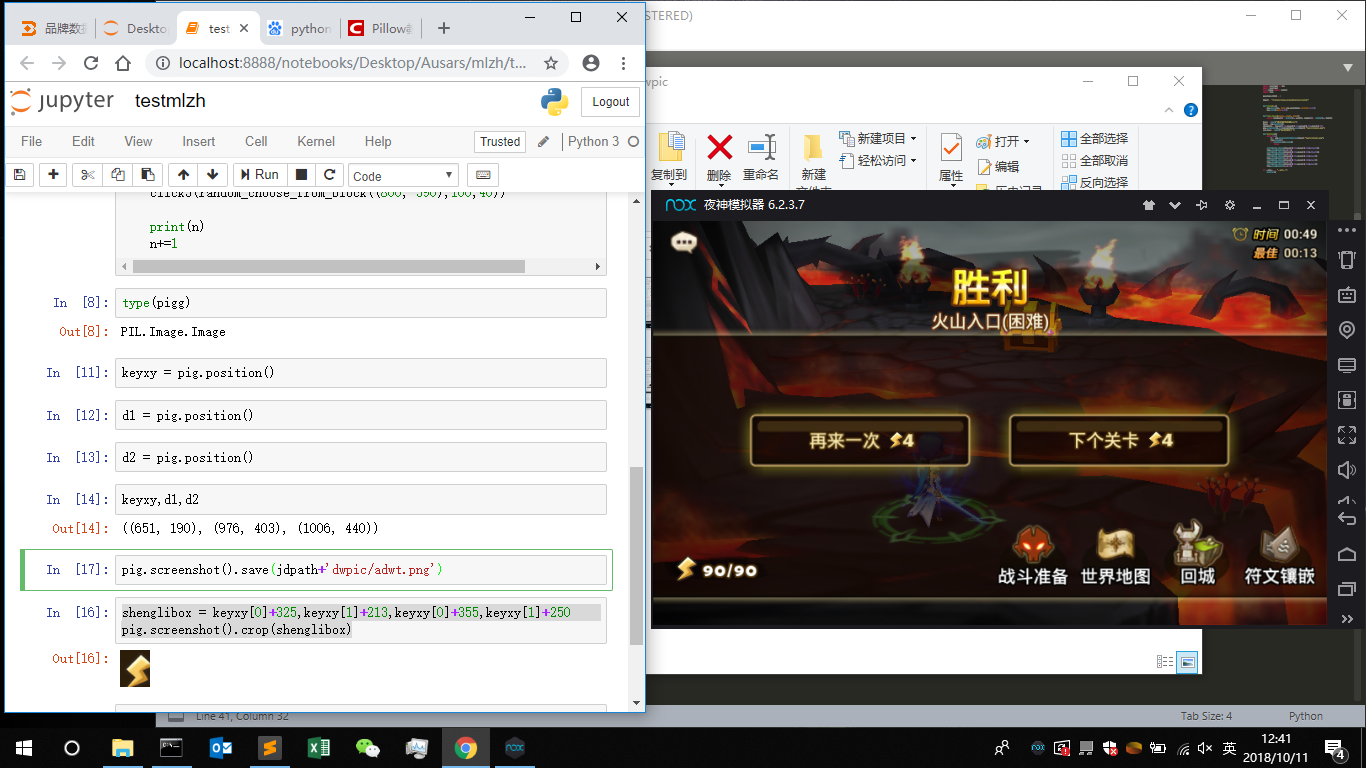 品牌数
Deskto
test
python
Pillow
localhost:8888/notebooks/Desktop/Ausars/mlzh/t...
jupyter testmlzh
Logout
File Edit View Insert Cell Kernel Help
Trusted
Python 3
Run
Code
click3(random_choose_from_block((800, 390),100,40))
print(n)
n+=1
In [8]: type(pigg)
Out[8]: PIL.Image.Image
In [11]: keyxy = pig.position()
In [12]: d1 = pig.position()
In [13]: d2 = pig.position()
In [14]: keyxy,d1,d2
Out[14]: ((651, 190), (976, 403), (1006, 440))
In [17]: pig.screenshot().save(jdpath+'dwpic/adwt.png')
In [16]: shenglibox = keyxy[0]+325,keyxy[1]+213,keyxy[0]+355,keyxy[1]+250
pig.screenshot().crop(shenglibox)
Out[16]:
STERED)
wpic
复制到
删除
重命名
新建
新建项目
轻松访问
属性
打开
编辑
历史记录
全部选择
全部取消
反向选择
nox 夜神模拟器 6.2.3.7
时间 00:49
最佳 00:13
胜利
火山入口(困难)
再来一次 4
下个关卡 4
90/90
战斗准备
世界地图
回城
符文镶嵌
Line 41, Column 32
Tab Size: 4
Python
nox
英
12:41
2018/10/11
4